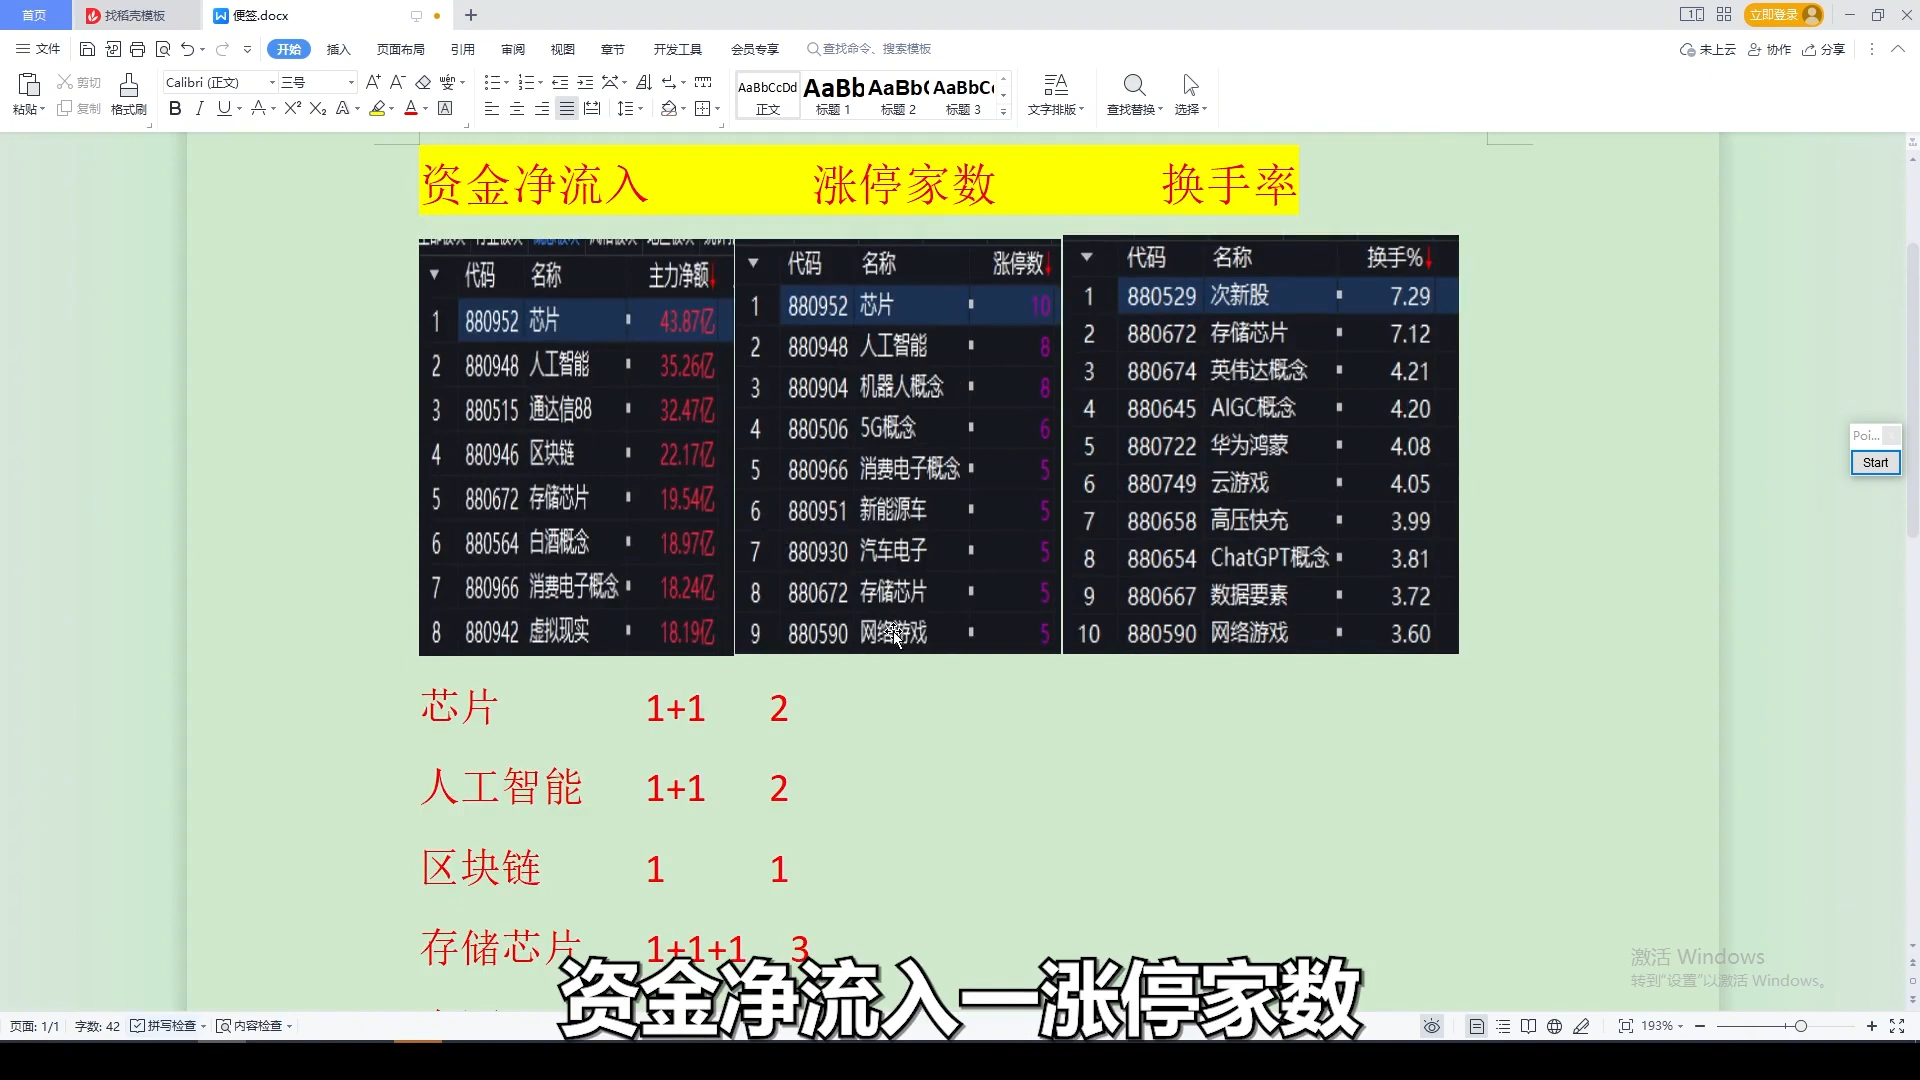 首页 找稻壳模板 便签.docx + 立即登录
文件 开始 插入 页面布局 引用 审阅 视图 章节 开发工具 会员专享 查找命令、搜索模板 未上云 协作 分享
粘贴 剪切 复制 格式刷 Calibri (正文) 三号 AaBbCcDd 正文 AaBb 标题 1 AaBb( 标题 2 AaBbC( 标题 3 文字排版 查找替换 选择
资金净流入 涨停家数 换手率
代码 名称 主力净额
1 880952 芯片 43.87亿
2 880948 人工智能 35.26亿
3 880515 通达信88 32.47亿
4 880946 区块链 22.17亿
5 880672 存储芯片 19.54亿
6 880564 白酒概念 18.97亿
7 880966 消费电子概念 18.24亿
8 880942 虚拟现实 18.19亿
代码 名称 涨停数
1 880952 芯片 10
2 880948 人工智能 8
3 880904 机器人概念 8
4 880506 5G概念 6
5 880966 消费电子概念 5
6 880951 新能源车 5
7 880930 汽车电子 5
8 880672 存储芯片 5
9 880590 网络游戏 5
代码 名称 换手%
1 880529 次新股 7.29
2 880672 存储芯片 7.12
3 880674 英伟达概念 4.21
4 880645 AIGC概念 4.20
5 880722 华为鸿蒙 4.08
6 880749 云游戏 4.05
7 880658 高压快充 3.99
8 880654 ChatGPT概念 3.81
9 880667 数据要素 3.72
10 880590 网络游戏 3.60
Poi...
Start
芯片 1+1 2
人工智能 1+1 2
区块链 1 1
存储芯片 1+1+1 3
激活 Windows
转到“设置”以激活 Windows。
资金净流入一涨停家数
页面: 1/1 字数: 42 拼写检查 内容检查 193%